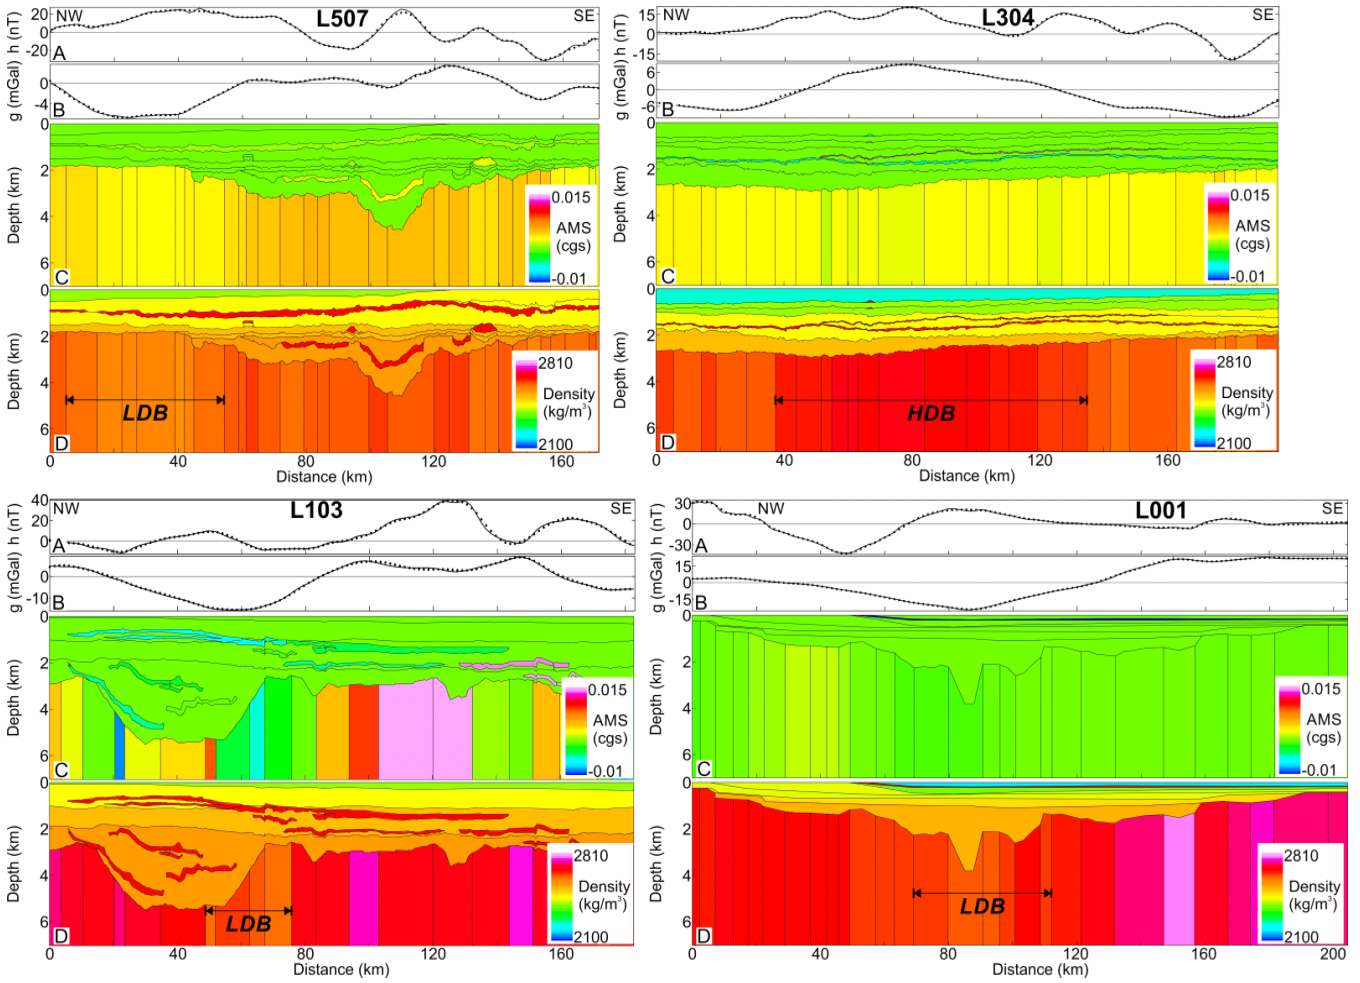 L507
NW
SE
h (nT)
20
0
-20
A
g (mGal)
0
-4
B
Depth (km)
0
2
4
6
C
0.015
AMS
(cgs)
-0.01
Depth (km)
0
2
4
6
D
LDB
2810
Density
(kg/m³)
2100
0
40
80
120
160
Distance (km)
L304
NW
SE
h (nT)
15
0
-15
A
g (mGal)
6
0
-6
B
Depth (km)
0
2
4
6
C
0.015
AMS
(cgs)
-0.01
Depth (km)
0
2
4
6
D
HDB
2810
Density
(kg/m³)
2100
0
40
80
120
160
Distance (km)
L103
NW
SE
h (nT)
40
20
0
A
g (mGal)
0
-10
B
Depth (km)
0
2
4
6
C
0.015
AMS
(cgs)
-0.01
Depth (km)
0
2
4
6
D
LDB
2810
Density
(kg/m³)
2100
0
40
80
120
160
Distance (km)
L001
NW
SE
h (nT)
30
0
-30
A
g (mGal)
15
0
-15
B
Depth (km)
0
2
4
6
C
0.015
AMS
(cgs)
-0.01
Depth (km)
0
2
4
6
D
LDB
2810
Density
(kg/m³)
2100
0
40
80
120
160
200
Distance (km)